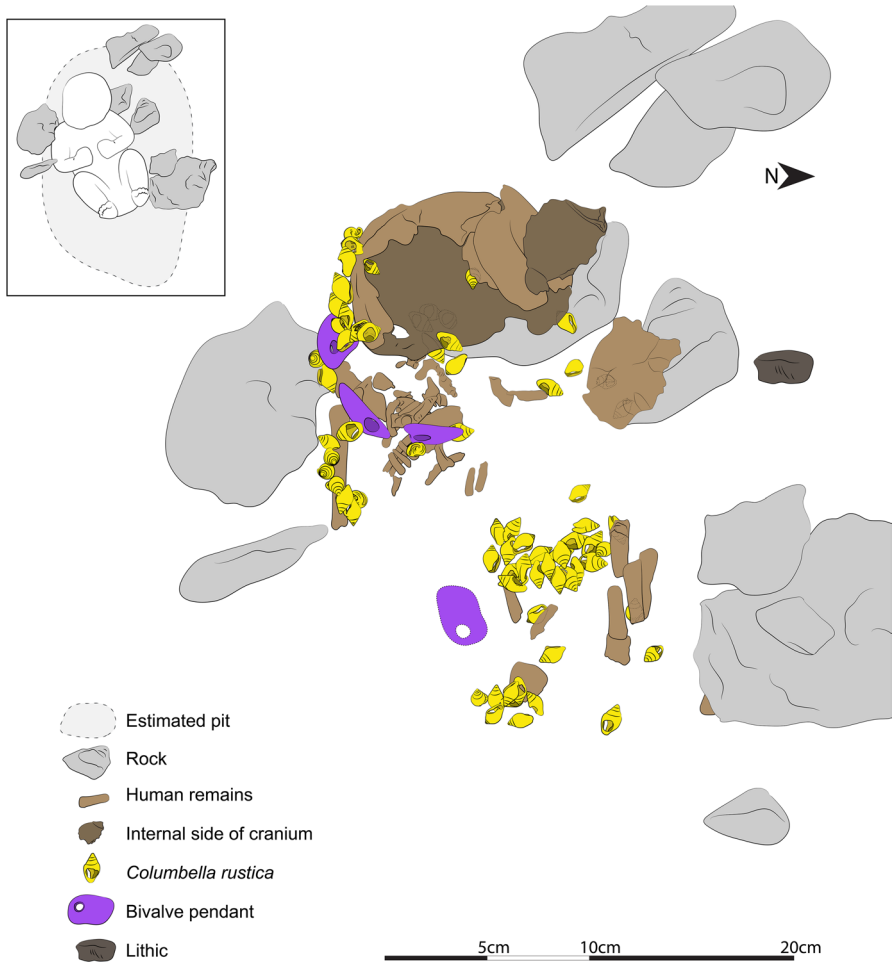 N
Estimated pit
Rock
Human remains
Internal side of cranium
Columbella rustica
Bivalve pendant
Lithic
5cm 10cm 20cm